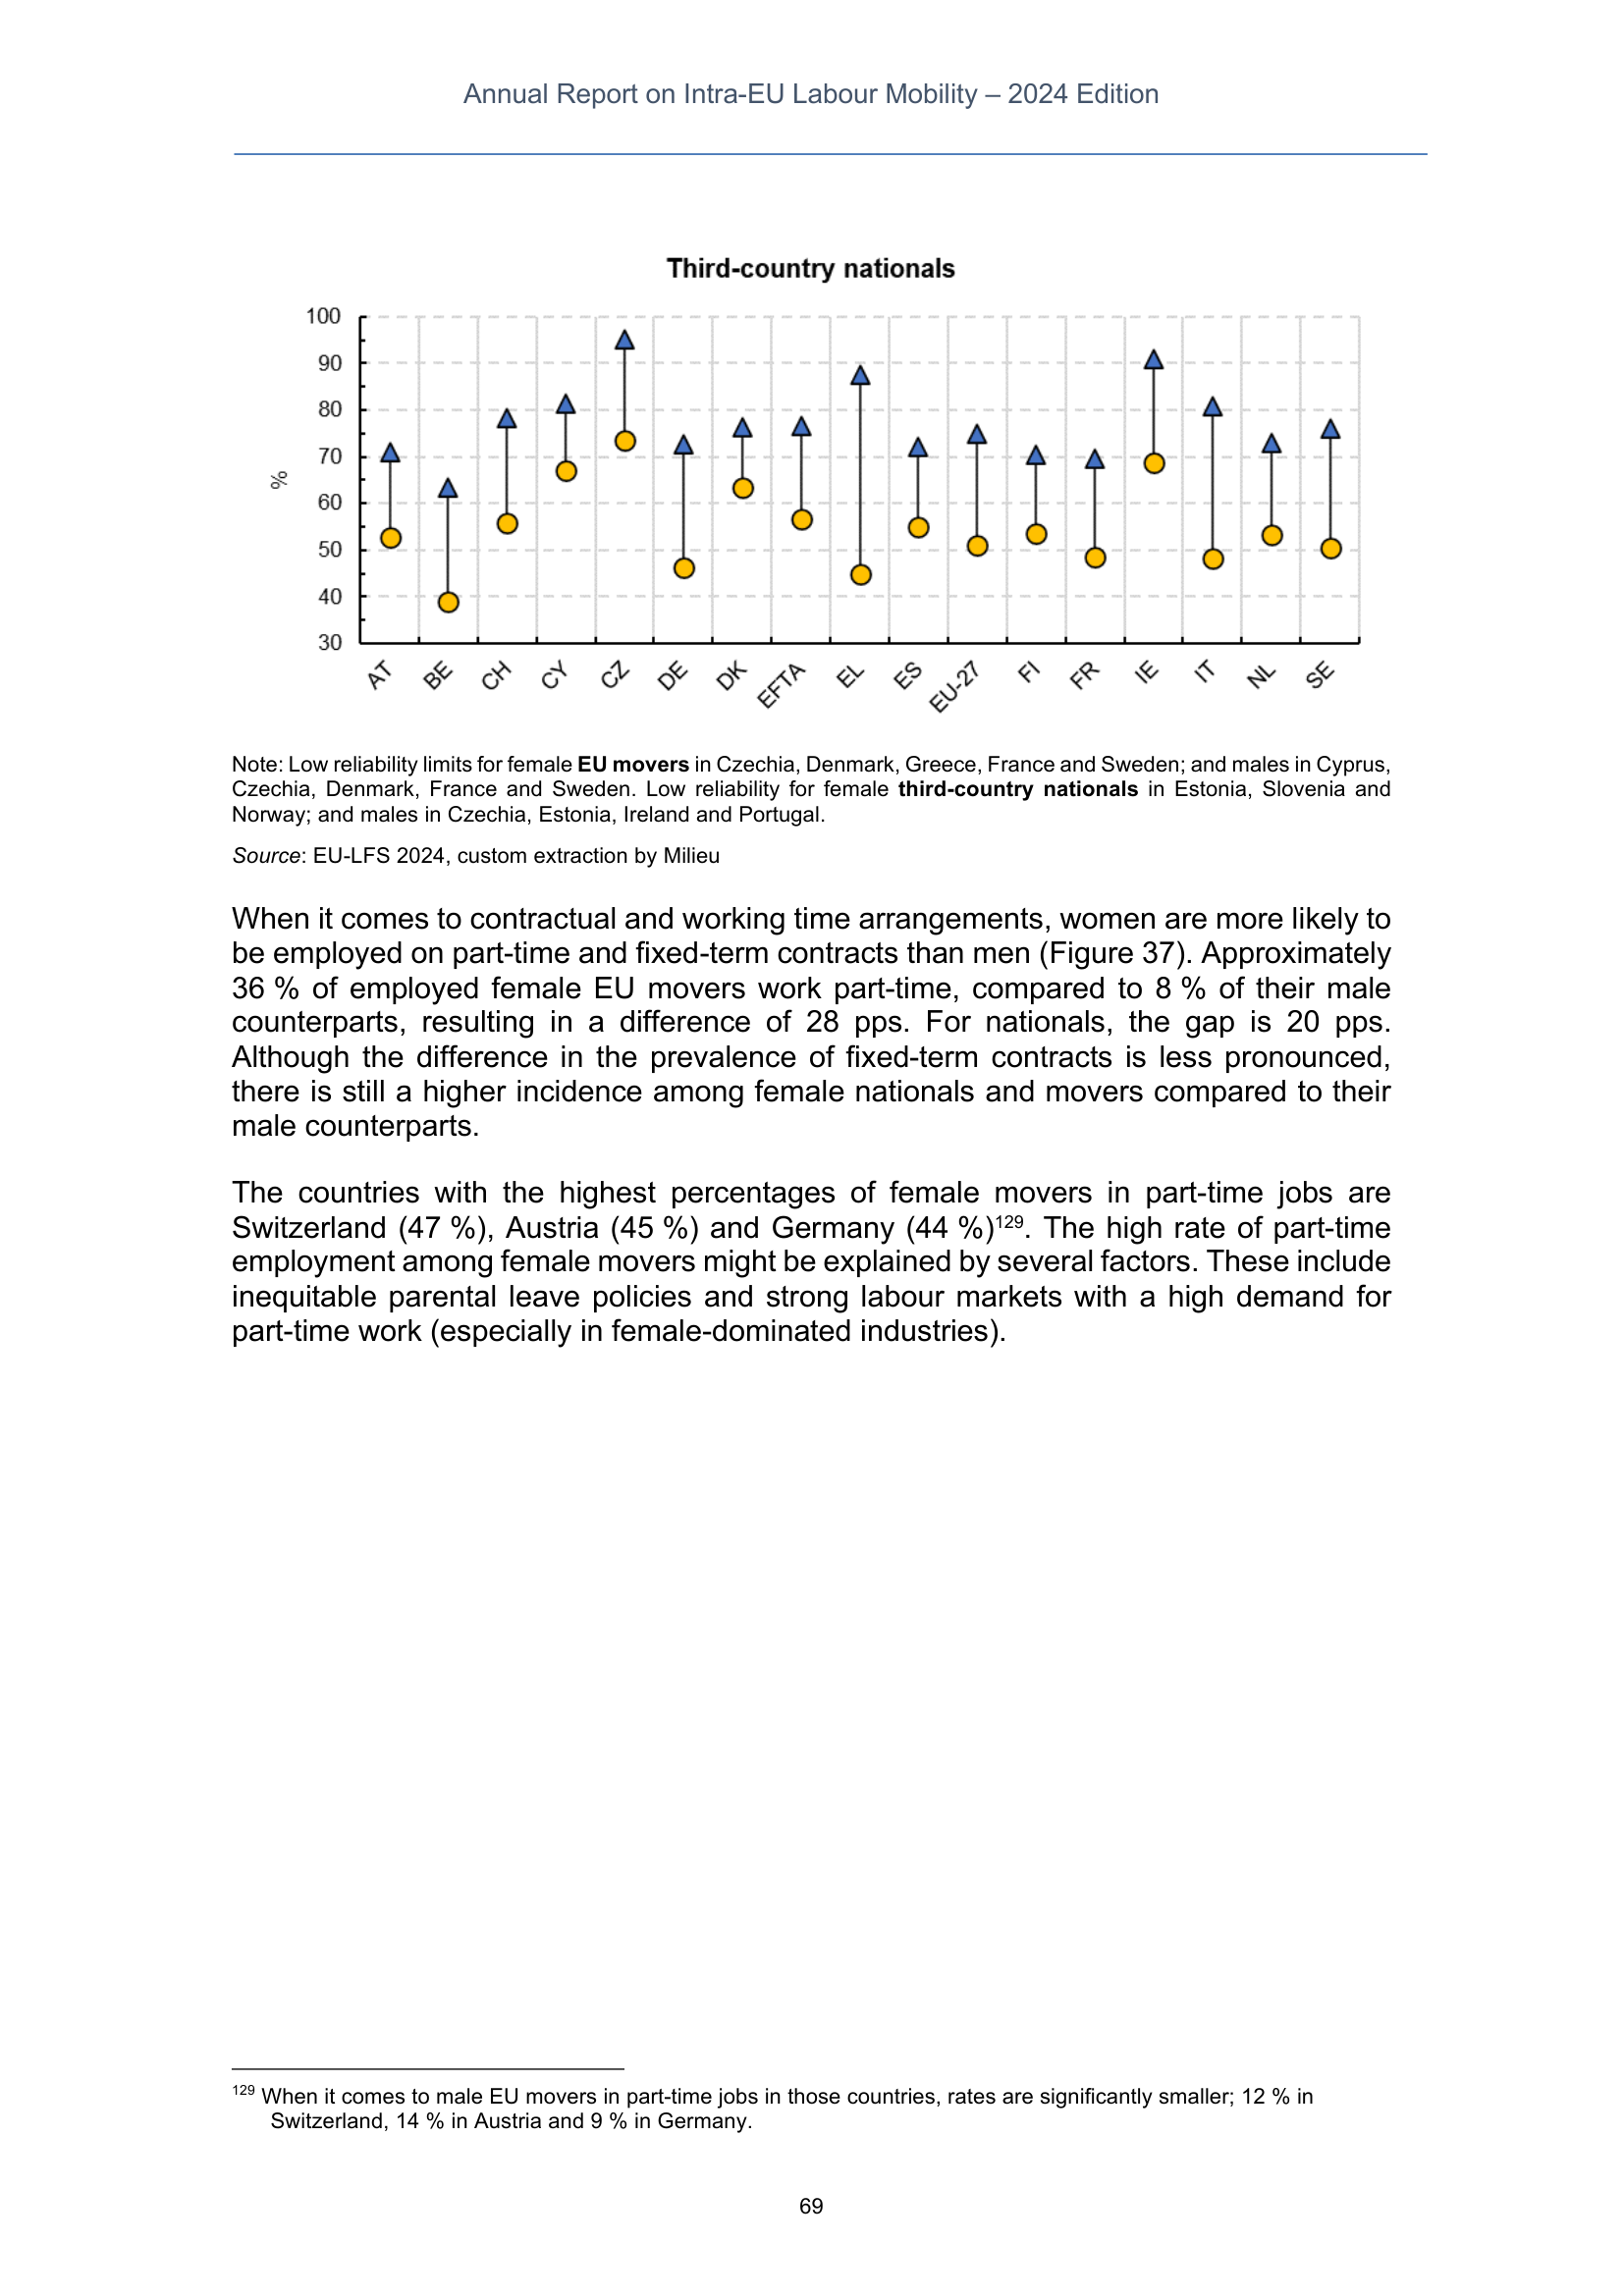 Annual Report on Intra-EU Labour Mobility – 2024 Edition
Third-country nationals
100
90
80
70
60
50
40
30
%
AT
BE
CH
CY
CZ
DE
DK
EFTA
EL
ES
EU-27
FI
FR
IE
IT
NL
SE
Note: Low reliability limits for female EU movers in Czechia, Denmark, Greece, France and Sweden; and males in Cyprus,
Czechia, Denmark, France and Sweden. Low reliability for female third-country nationals in Estonia, Slovenia and
Norway; and males in Czechia, Estonia, Ireland and Portugal.
Source: EU-LFS 2024, custom extraction by Milieu
When it comes to contractual and working time arrangements, women are more likely to
be employed on part-time and fixed-term contracts than men (Figure 37). Approximately
36 % of employed female EU movers work part-time, compared to 8 % of their male
counterparts, resulting in a difference of 28 pps. For nationals, the gap is 20 pps.
Although the difference in the prevalence of fixed-term contracts is less pronounced,
there is still a higher incidence among female nationals and movers compared to their
male counterparts.
The countries with the highest percentages of female movers in part-time jobs are
Switzerland (47 %), Austria (45 %) and Germany (44 %)129. The high rate of part-time
employment among female movers might be explained by several factors. These include
inequitable parental leave policies and strong labour markets with a high demand for
part-time work (especially in female-dominated industries).
129 When it comes to male EU movers in part-time jobs in those countries, rates are significantly smaller; 12 % in
Switzerland, 14 % in Austria and 9 % in Germany.
69